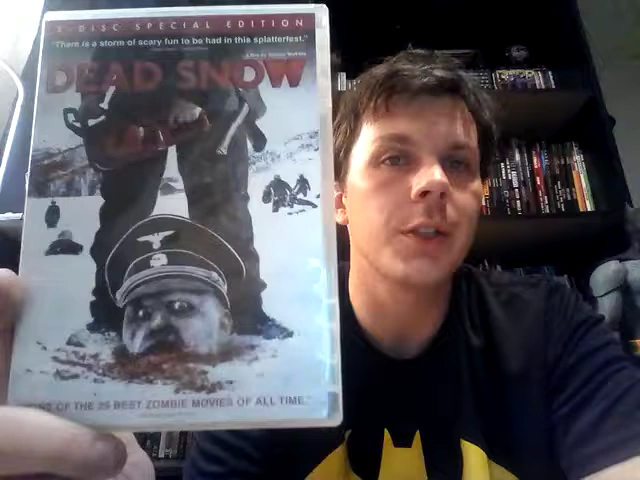 2-DISC SPECIAL EDITION
"There is a storm of scary fun to be had in this splatterfest."
DEAD SNOW
OF THE 25 BEST ZOMBIE MOVIES OF ALL TIME."